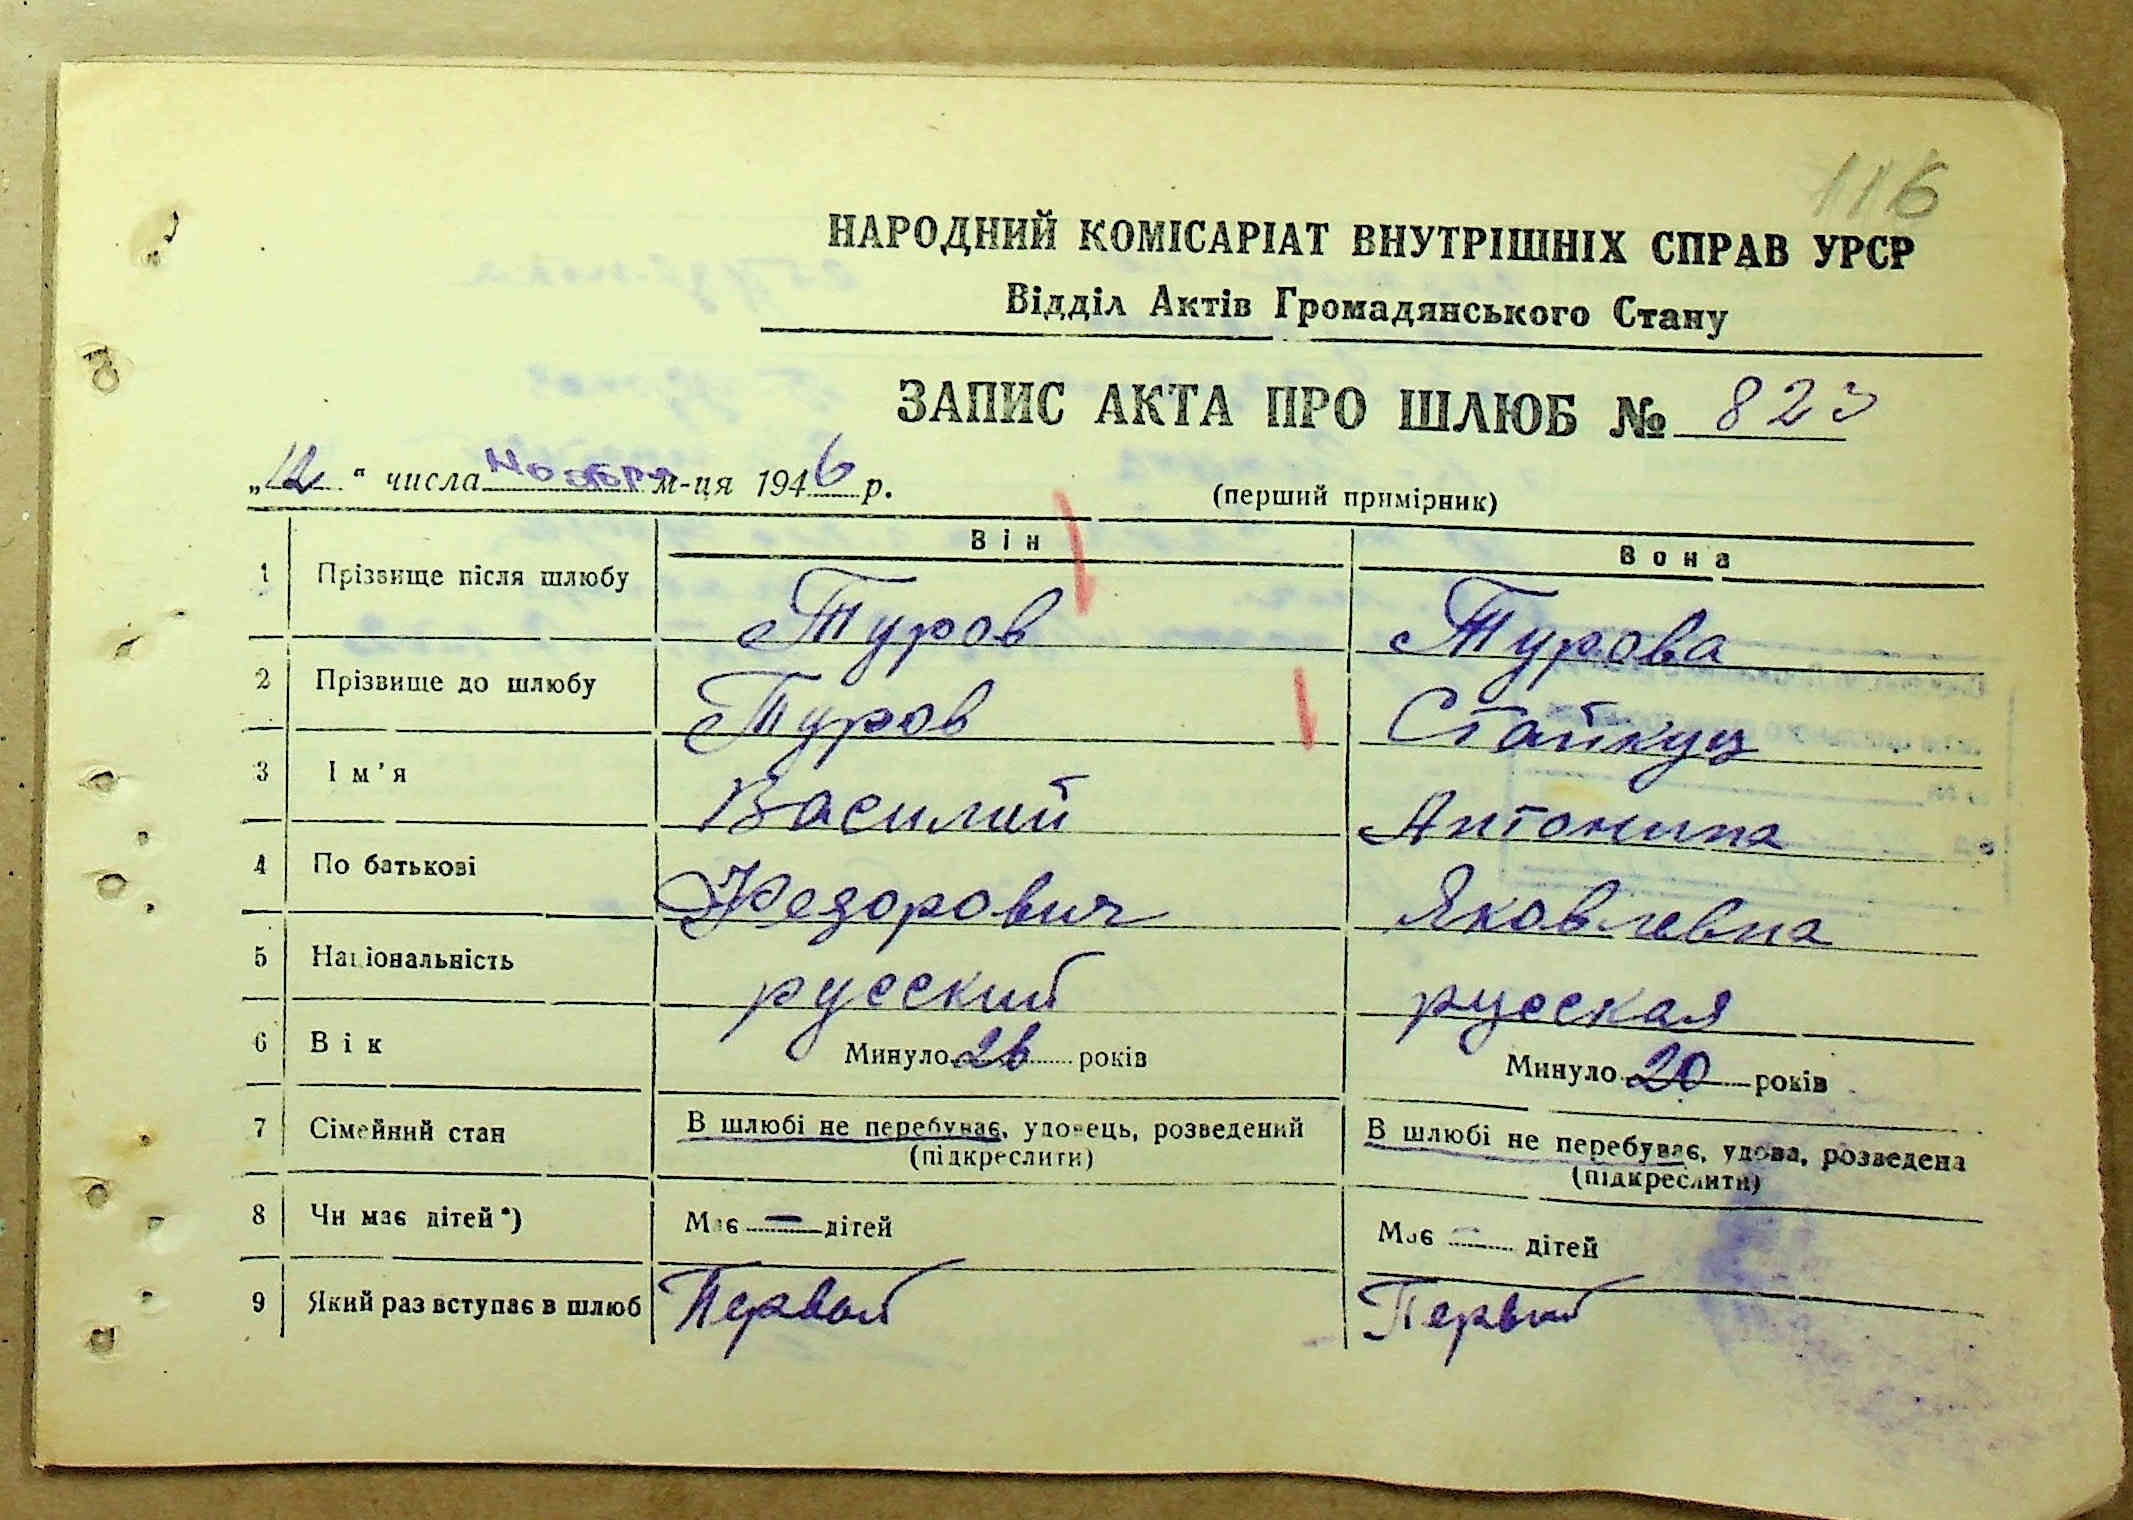 116
НАРОДНИЙ КОМІСАРІАТ ВНУТРІШНІХ СПРАВ УРСР
Відділ Актів Громадянського Стану
ЗАПИС АКТА ПРО ШЛЮБ № 823
„12" числа Ноября м-ця 1946 р.
(перший примірник)
Він Вона
1 Прізвище після шлюбу Туров Турова
2 Прізвище до шлюбу Туров Стайкуц
3 Ім'я Василий Антонина
4 По батькові Федорович Яковлевна
5 Національність русский русская
6 Вік Минуло 26 років Минуло 20 років
7 Сімейний стан В шлюбі не перебуває, удовець, розведений В шлюбі не перебуває, удова, розведена
(підкреслити) (підкреслити)
8 Чи має дітей*) Має — дітей Має — дітей
9 Який раз вступає в шлюб Первый Первый